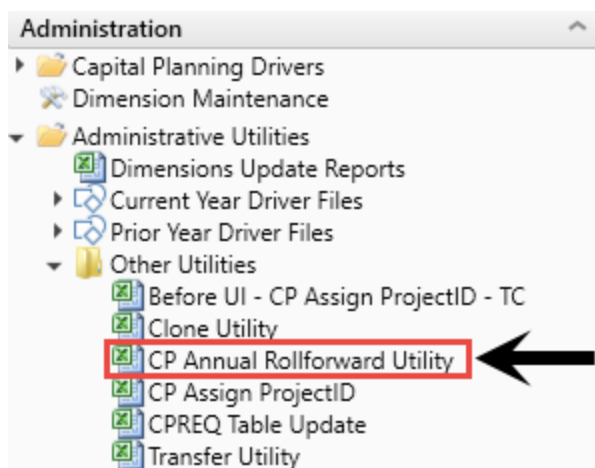 Administration
Capital Planning Drivers
Dimension Maintenance
Administrative Utilities
Dimensions Update Reports
Current Year Driver Files
Prior Year Driver Files
Other Utilities
Before UI - CP Assign ProjectID - TC
Clone Utility
CP Annual Rollforward Utility
CP Assign ProjectID
CPREQ Table Update
Transfer Utility